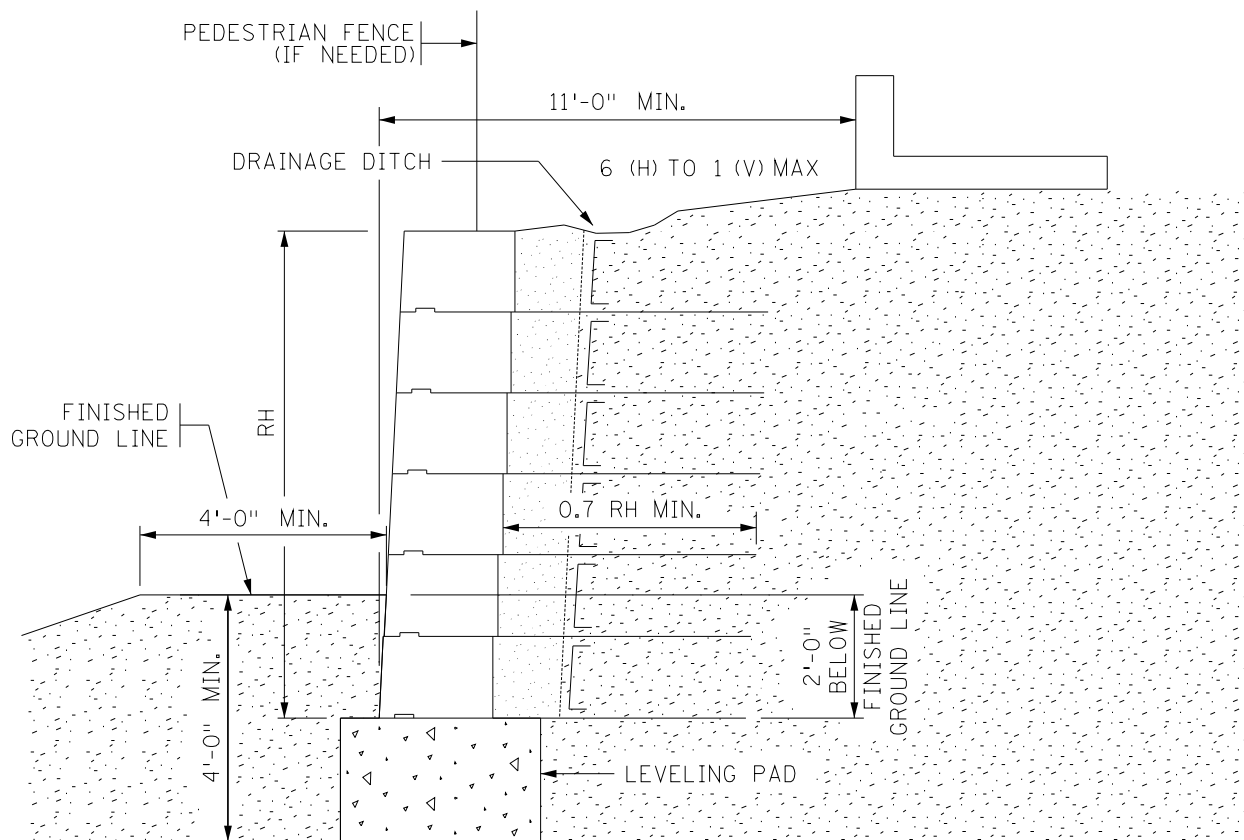 PEDESTRIAN FENCE
(IF NEEDED)
11'-0" MIN.
DRAINAGE DITCH
6 (H) TO 1 (V) MAX
RH
FINISHED
GROUND LINE
4'-0" MIN.
0.7 RH MIN.
4'-0" MIN.
2'-0"
BELOW
FINISHED
GROUND LINE
LEVELING PAD